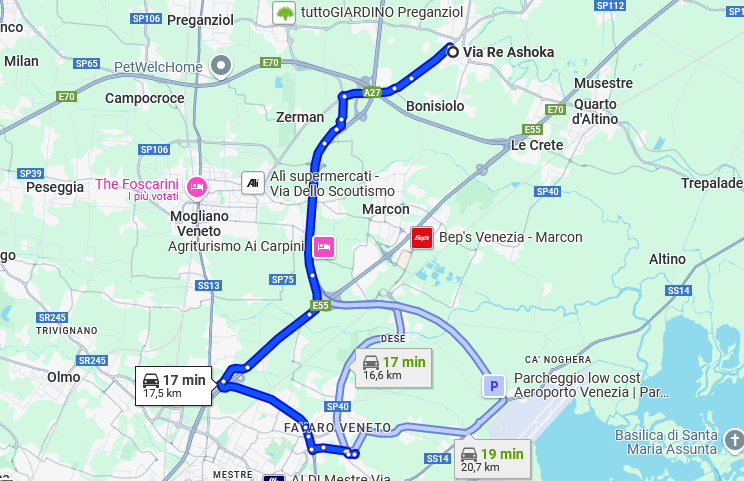 SP106
Preganziol
tuttoGIARDINO Preganziol
SP112
nco
Milan
SP65
PetWelcHome
E70
Via Re Ashoka
E70
Campocroce
A27
Bonisiolo
Musestre
E70
Quarto
d'Altino
Zerman
E55
Le Crete
SP106
SP39
Peseggia
The Foscarini
I più votati
Alì
Alì supermercati -
Via Dello Scoutismo
SP40
Trepalade
Mogliano
Veneto
Marcon
Agriturismo Ai Carpini
Bep's
Bep's Venezia - Marcon
go
Altino
SS13
SP75
SS14
E55
SR245
TRIVIGNANO
DESE
SR245
17 min
16,6 km
CA' NOGHERA
Olmo
17 min
17,5 km
P
Parcheggio low cost
Aeroporto Venezia | Par...
SP40
FAVARO VENETO
Basilica di Santa
Maria Assunta
SS14
19 min
20,7 km
MESTRE
ALDI Mestre Via